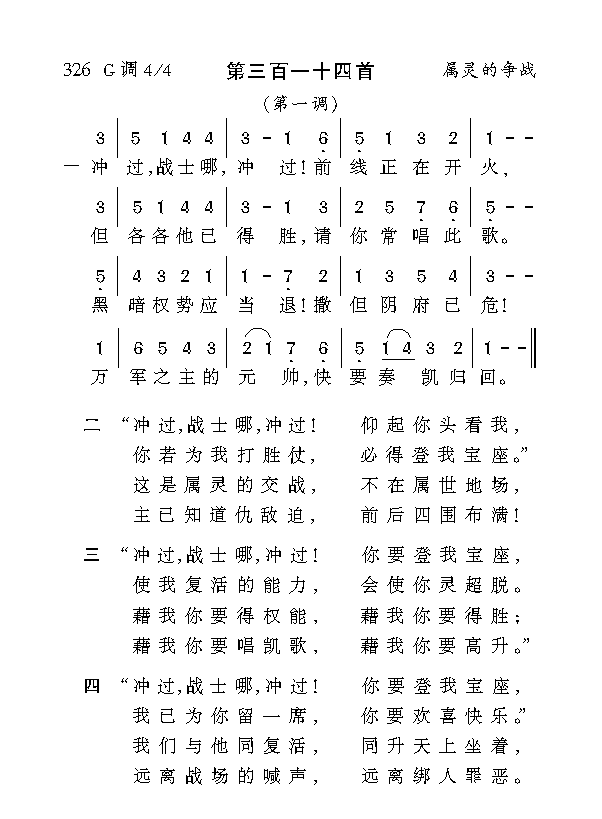 326 G调4/4 第三百一十四首 属灵的争战
(第一调)
3 | 5 1 4 4 | 3 - 1 6̣ | 5̣ 1 3 2 | 1 - -
一 冲 过,战士哪, 冲 过!前 线 正 在 开 火,
3 | 5 1 4 4 | 3 - 1 3 | 2 5 7̣ 6̣ | 5̣ - -
但 各各他已 得 胜,请 你 常 唱 此 歌。
5̣ | 4 3 2 1 | 1 - 7̣ 2 | 1 3 5 4 | 3 - -
黑 暗权势应 当 退!撒 但 阴 府 已 危!
1 | 6 5 4 3 | 2 1 7̣ 6̣ | 5̣ 1 4 3 2 | 1 - -
万 军之主的 元 帅,快 要 奏 凯 归 回。
二 “冲过,战士哪,冲过! 仰起你头看我,
你若为我打胜仗, 必得登我宝座。”
这是属灵的交战, 不在属世地场,
主已知道仇敌迫, 前后四围布满!
三 “冲过,战士哪,冲过! 你要登我宝座,
使我复活的能力, 会使你灵超脱。
藉我你要得权能, 藉我你要得胜;
藉我你要唱凯歌, 藉我你要高升。”
四 “冲过,战士哪,冲过! 你要登我宝座,
我已为你留一席, 你要欢喜快乐。”
我们与他同复活, 同升天上坐着,
远离战场的喊声, 远离绑人罪恶。